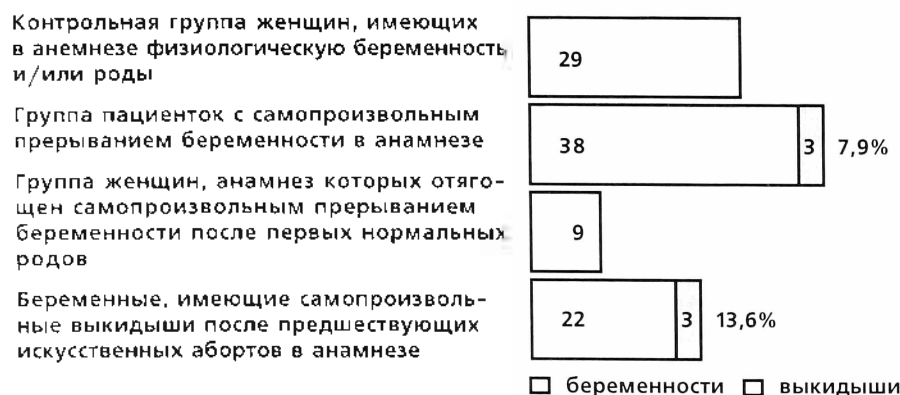 Контрольная группа женщин, имеющих
в анемнезе физиологическую беременность
и/или роды
29
Группа пациенток с самопроизвольным
прерыванием беременности в анамнезе
38 3 7,9%
Группа женщин, анамнез которых отяго-
щен самопроизвольным прерыванием
беременности после первых нормальных
родов
9
Беременные, имеющие самопроизволь-
ные выкидыши после предшествующих
искусственных абортов в анамнезе
22 3 13,6%
беременности выкидыши